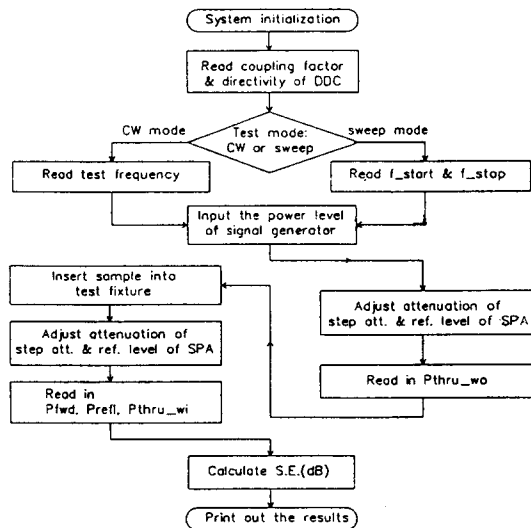 System initialization
Read coupling factor
& directivity of DDC
CW mode
Test mode:
CW or sweep
sweep mode
Read test frequency
Read f_start & f_stop
Input the power level
of signal generator
Insert sample into
test fixture
Adjust attenuation of
step att. & ref. level of SPA
Adjust attenuation of
step att. & ref. level of SPA
Read in Pthru_wo
Read in
Pfwd, Prefl, Pthru_wi
Calculate S.E.(dB)
Print out the results